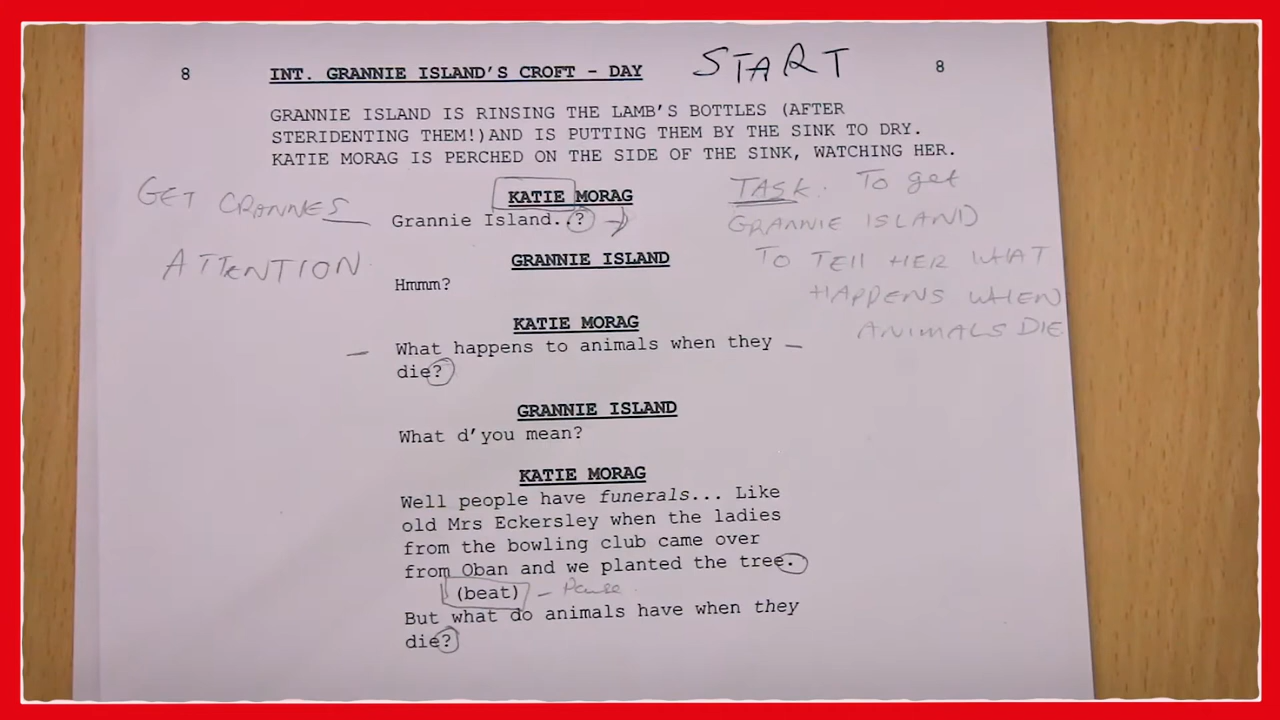 8 INT. GRANNIE ISLAND'S CROFT - DAY START 8
GRANNIE ISLAND IS RINSING THE LAMB'S BOTTLES (AFTER
STERIDENTING THEM!)AND IS PUTTING THEM BY THE SINK TO DRY.
KATIE MORAG IS PERCHED ON THE SIDE OF THE SINK, WATCHING HER.
GET GRANNES
ATTENTION
TASK: To get
GRANNIE ISLAND
TO TELL HER WHAT
HAPPENS WHEN
ANIMALS DIE
KATIE MORAG
Grannie Island..?
GRANNIE ISLAND
Hmmm?
KATIE MORAG
What happens to animals when they
die?
GRANNIE ISLAND
What d'you mean?
KATIE MORAG
Well people have funerals... Like
old Mrs Eckersley when the ladies
from the bowling club came over
from Oban and we planted the tree.
(beat) - Pause
But what do animals have when they
die?